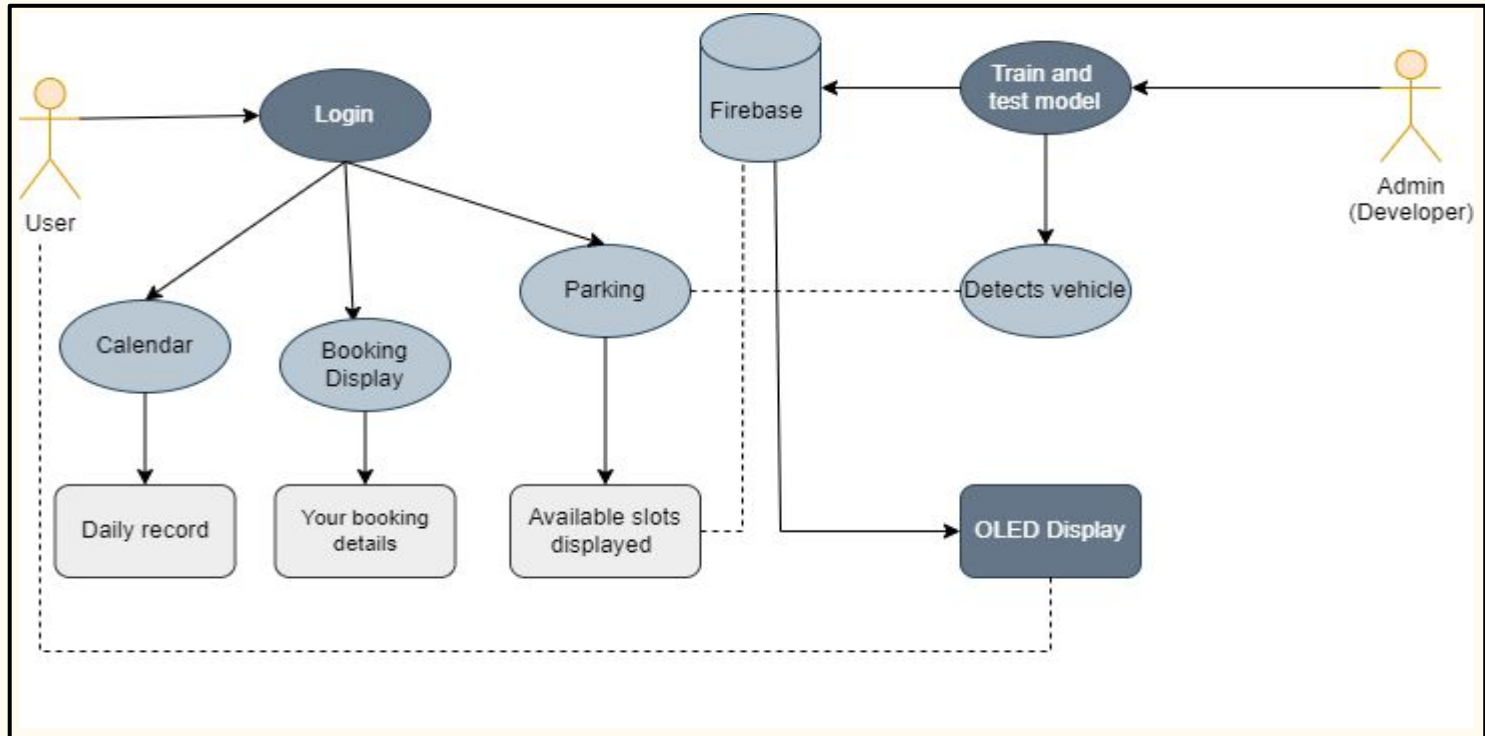 Login
Firebase
Train and
test model
User
Admin
(Developer)
Calendar
Booking
Display
Parking
Detects vehicle
Daily record
Your booking
details
Available slots
displayed
OLED Display